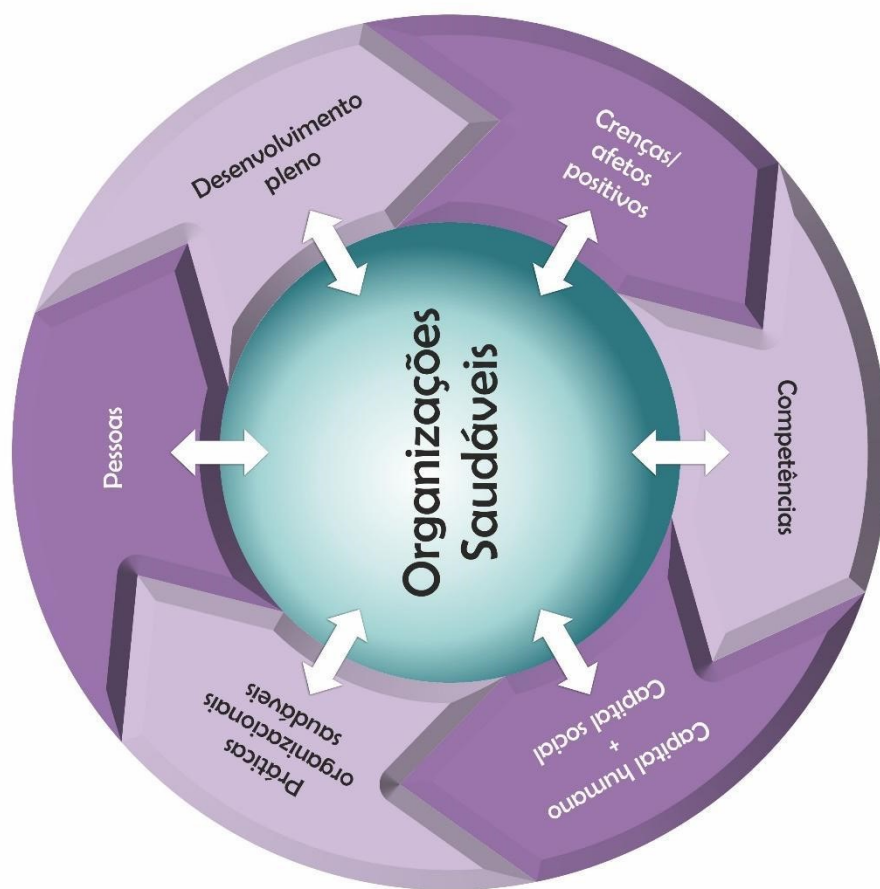 Organizações
Saudáveis
Pessoas
Desenvolvimento
pleno
Crenças/
afetos
positivos
Competências
Capital humano
+
Capital social
Práticas
organizacionais
saudáveis